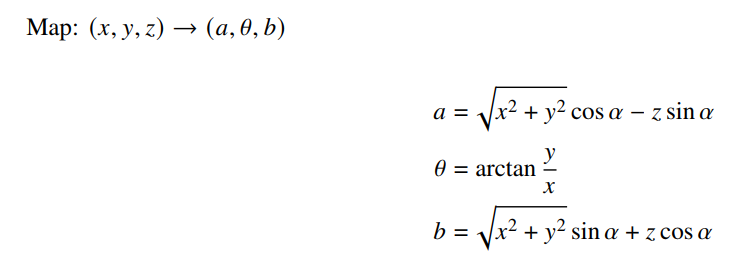 Map: (x, y, z) → (a, θ, b)
a = √(x² + y²) cos α − z sin α
θ = arctan y/x
b = √(x² + y²) sin α + z cos α